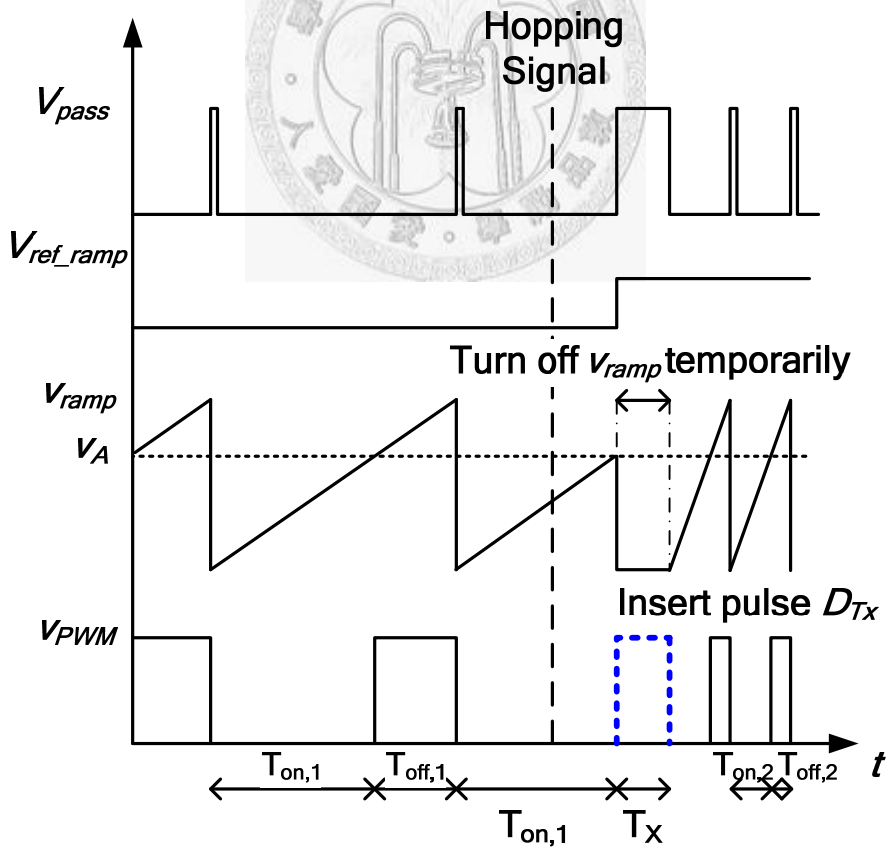 Hopping
Signal
Vpass
Vref_ramp
Turn off vramp temporarily
vramp
vA
Insert pulse DTx
vPWM
Ton,1 Toff,1 Ton,2 Toff,2 t
Ton,1 TX